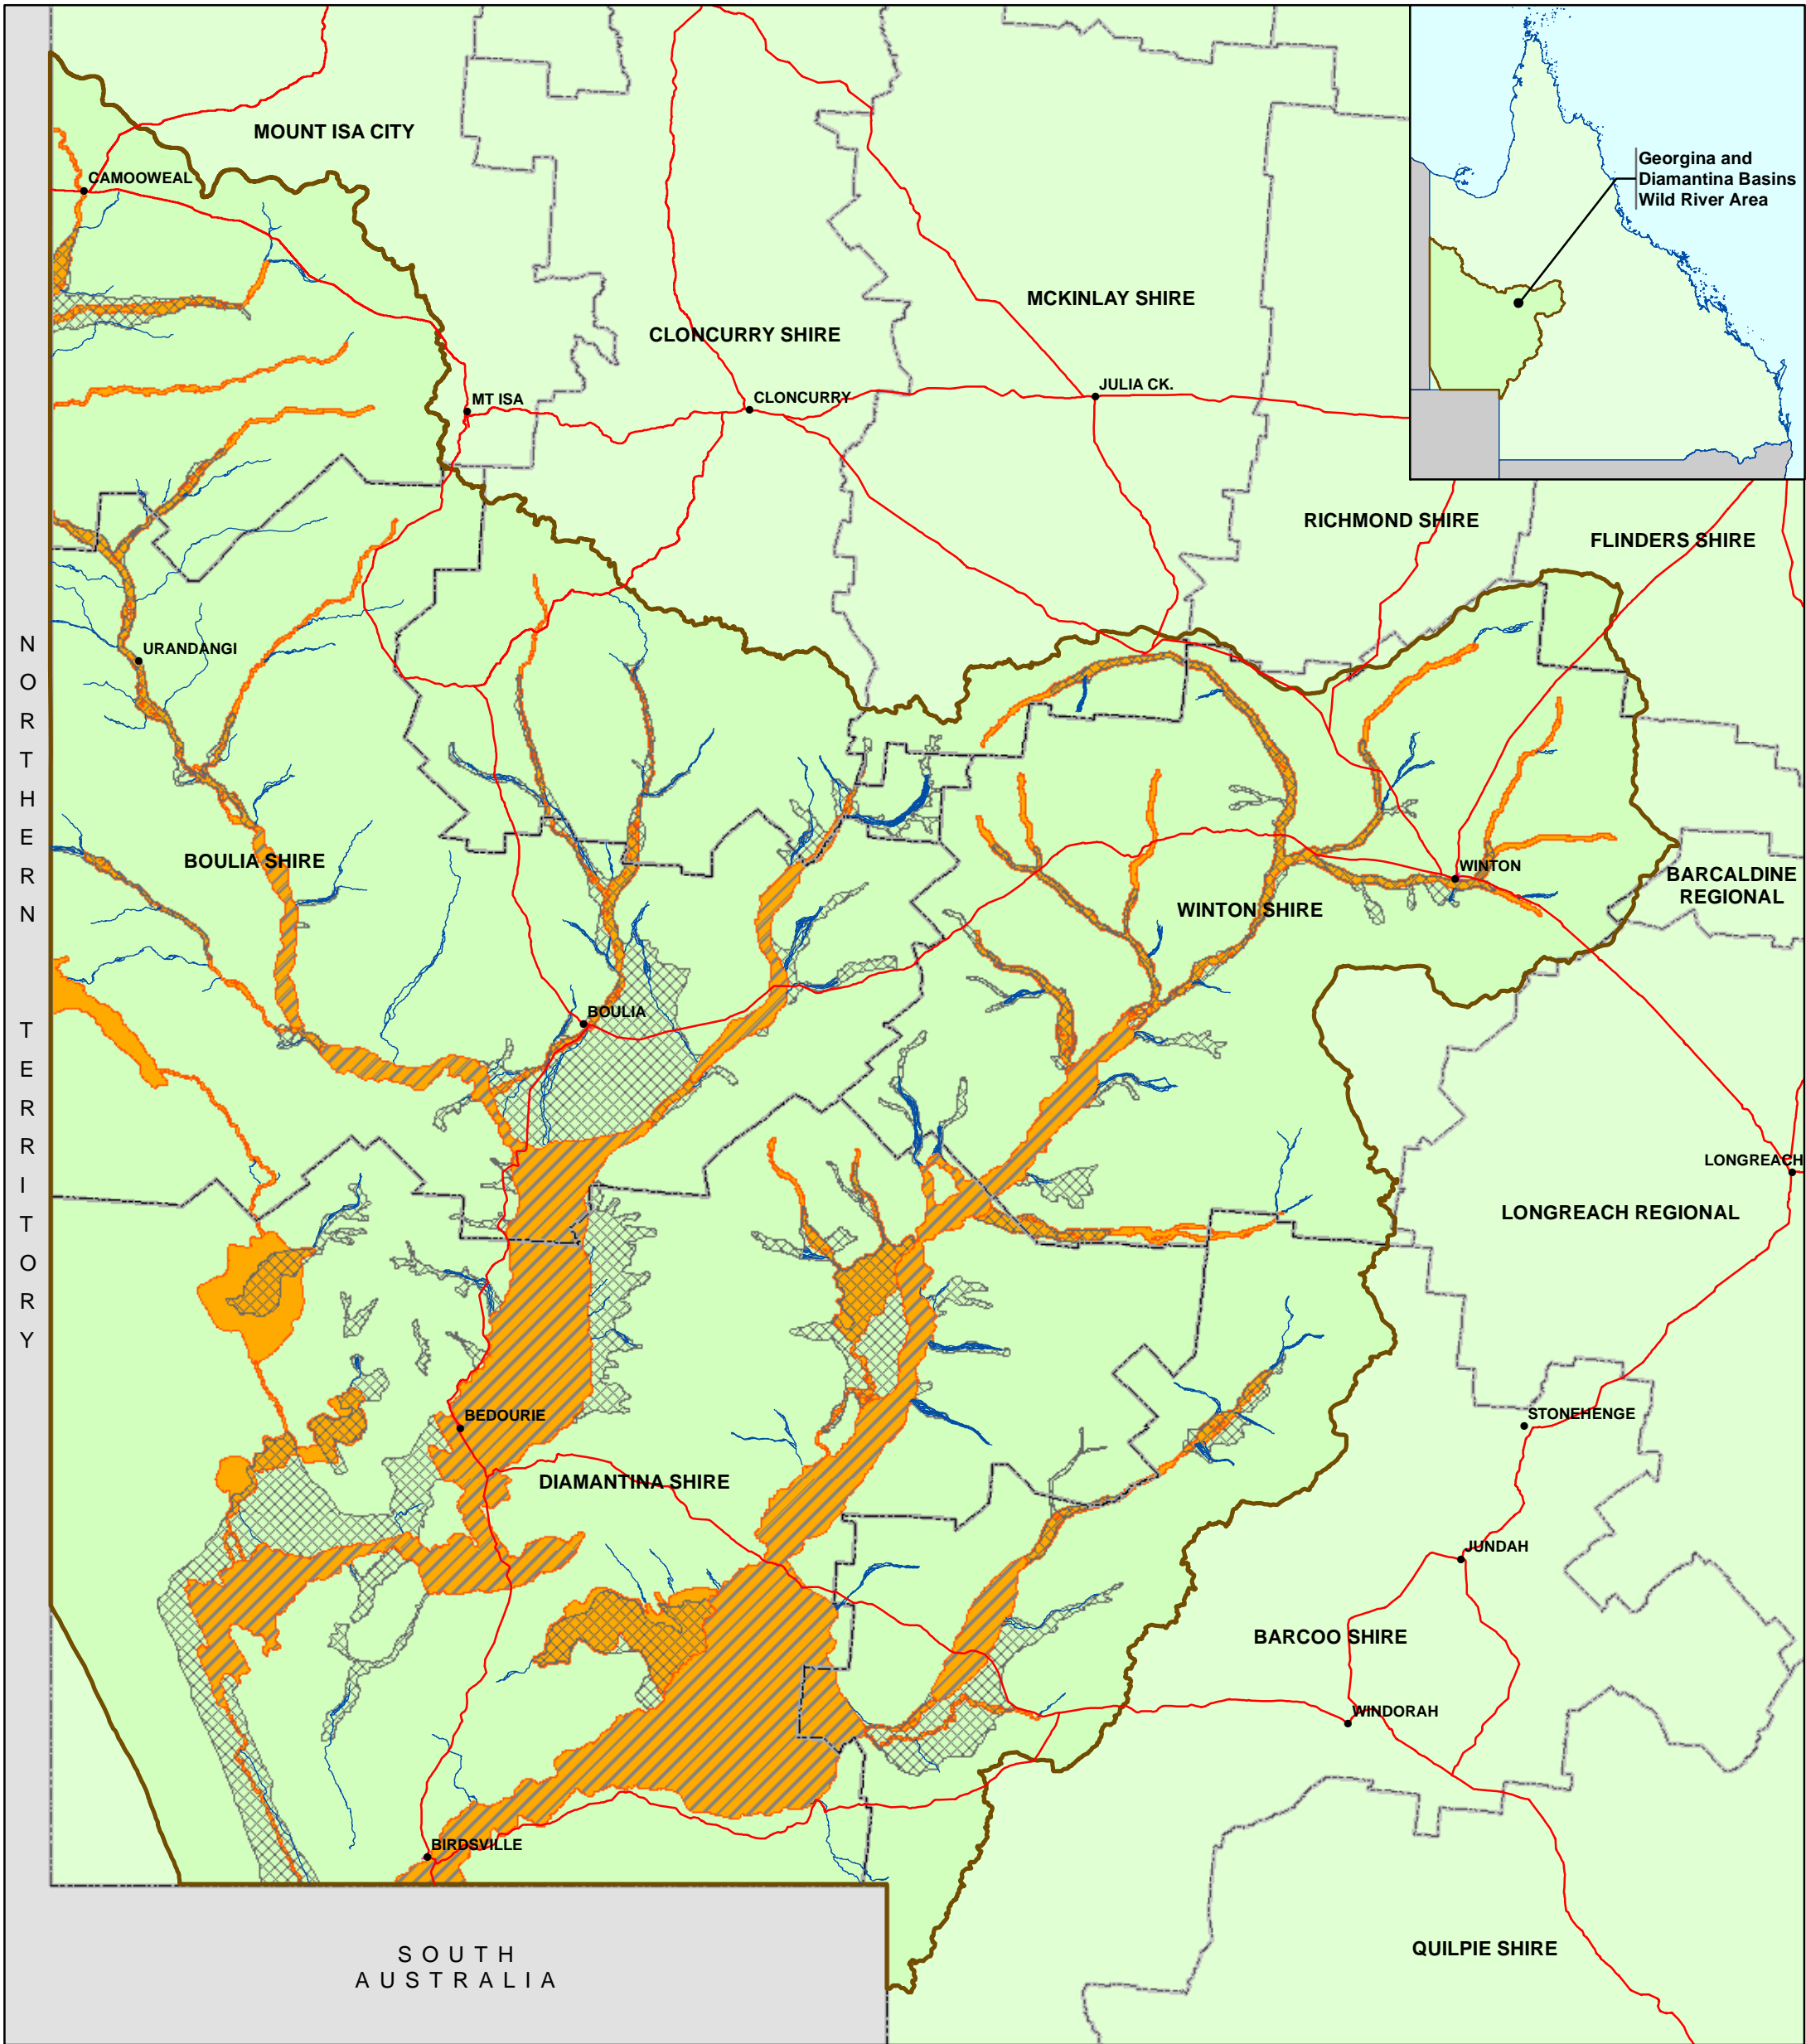 MOUNT ISA CITY
CAMOOWEAL
Georgina and
Diamantina Basins
Wild River Area
MCKINLAY SHIRE
CLONCURRY SHIRE
MT ISA
CLONCURRY
JULIA CK.
RICHMOND SHIRE
FLINDERS SHIRE
NORTHERN TERRITORY
URANDANGI
BOULIA SHIRE
WINTON
BARCALDINE
REGIONAL
WINTON SHIRE
BOULIA
LONGREACH
LONGREACH REGIONAL
BEDOURIE
STONEHENGE
DIAMANTINA SHIRE
JUNDAH
BARCOO SHIRE
WINDORAH
BIRDSVILLE
QUILPIE SHIRE
SOUTH
AUSTRALIA